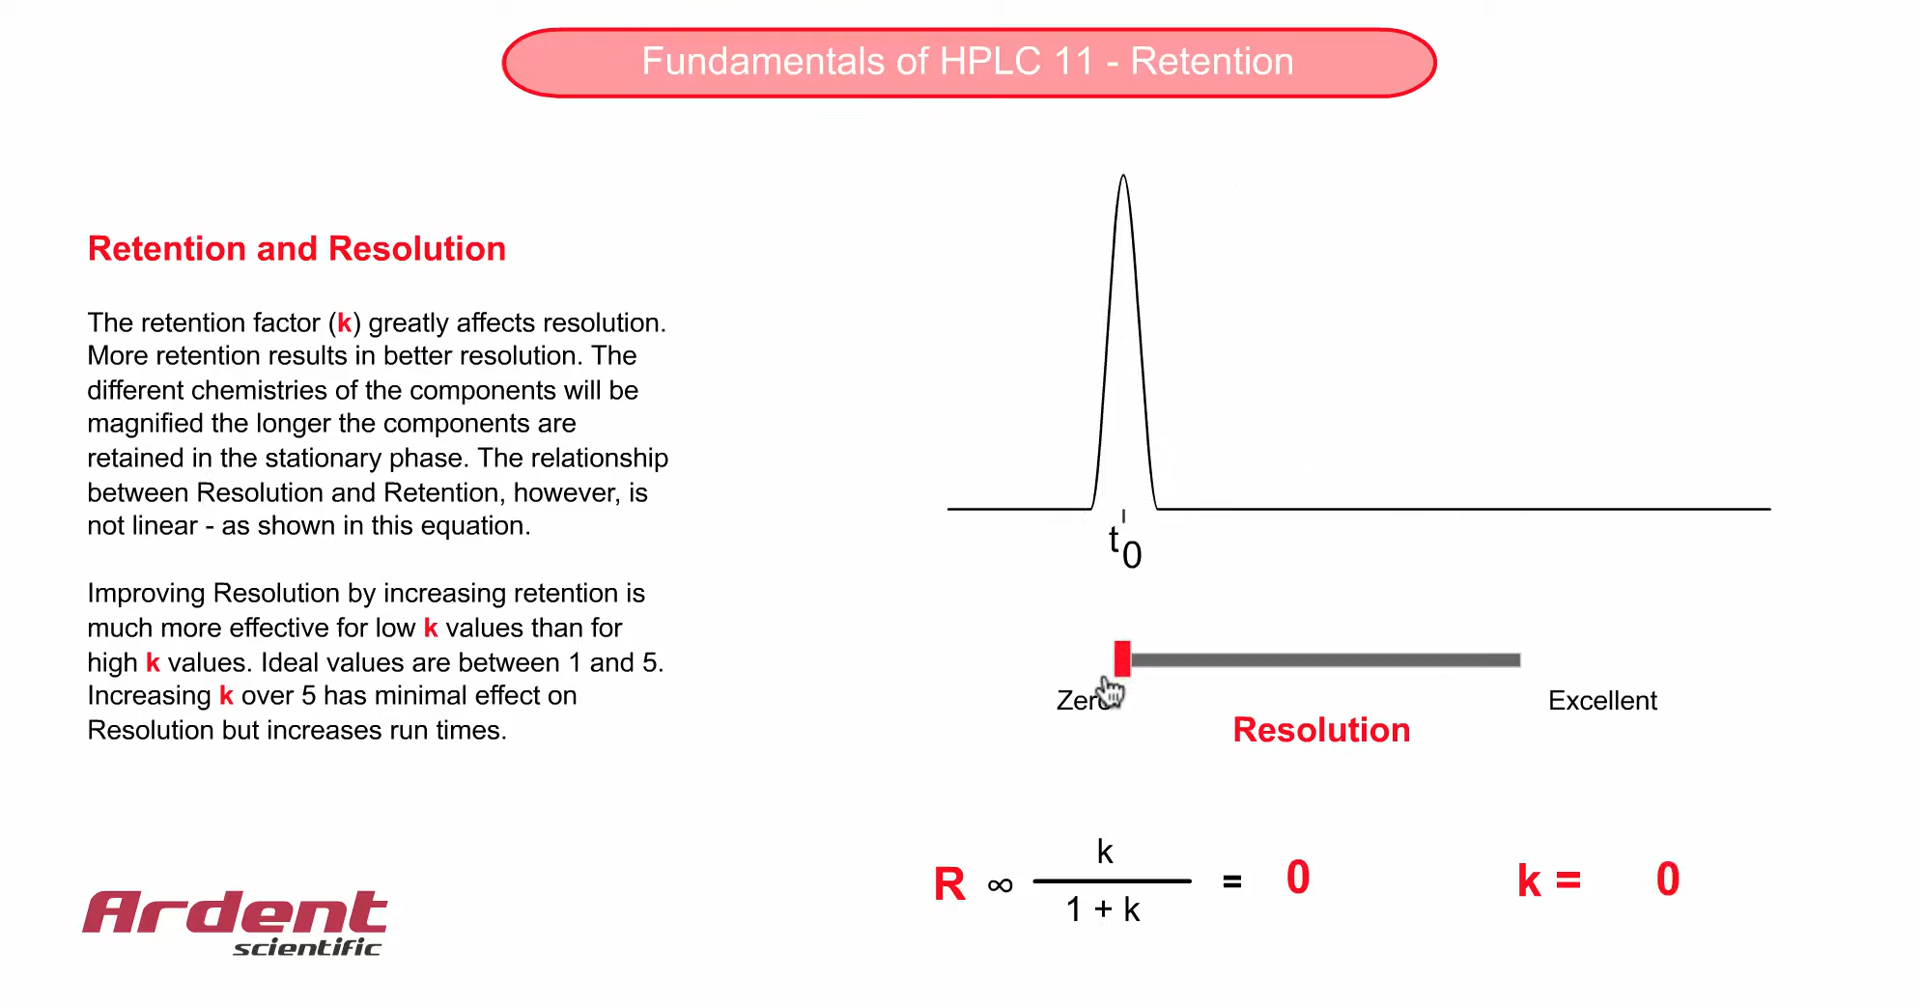 Fundamentals of HPLC 11 - Retention
Retention and Resolution
The retention factor (k) greatly affects resolution.
More retention results in better resolution. The
different chemistries of the components will be
magnified the longer the components are
retained in the stationary phase. The relationship
between Resolution and Retention, however, is
not linear - as shown in this equation.
Improving Resolution by increasing retention is
much more effective for low k values than for
high k values. Ideal values are between 1 and 5.
Increasing k over 5 has minimal effect on
Resolution but increases run times.
t0
Zero
Excellent
Resolution
R ∞ k / 1 + k = 0
k = 0
Ardent
scientific